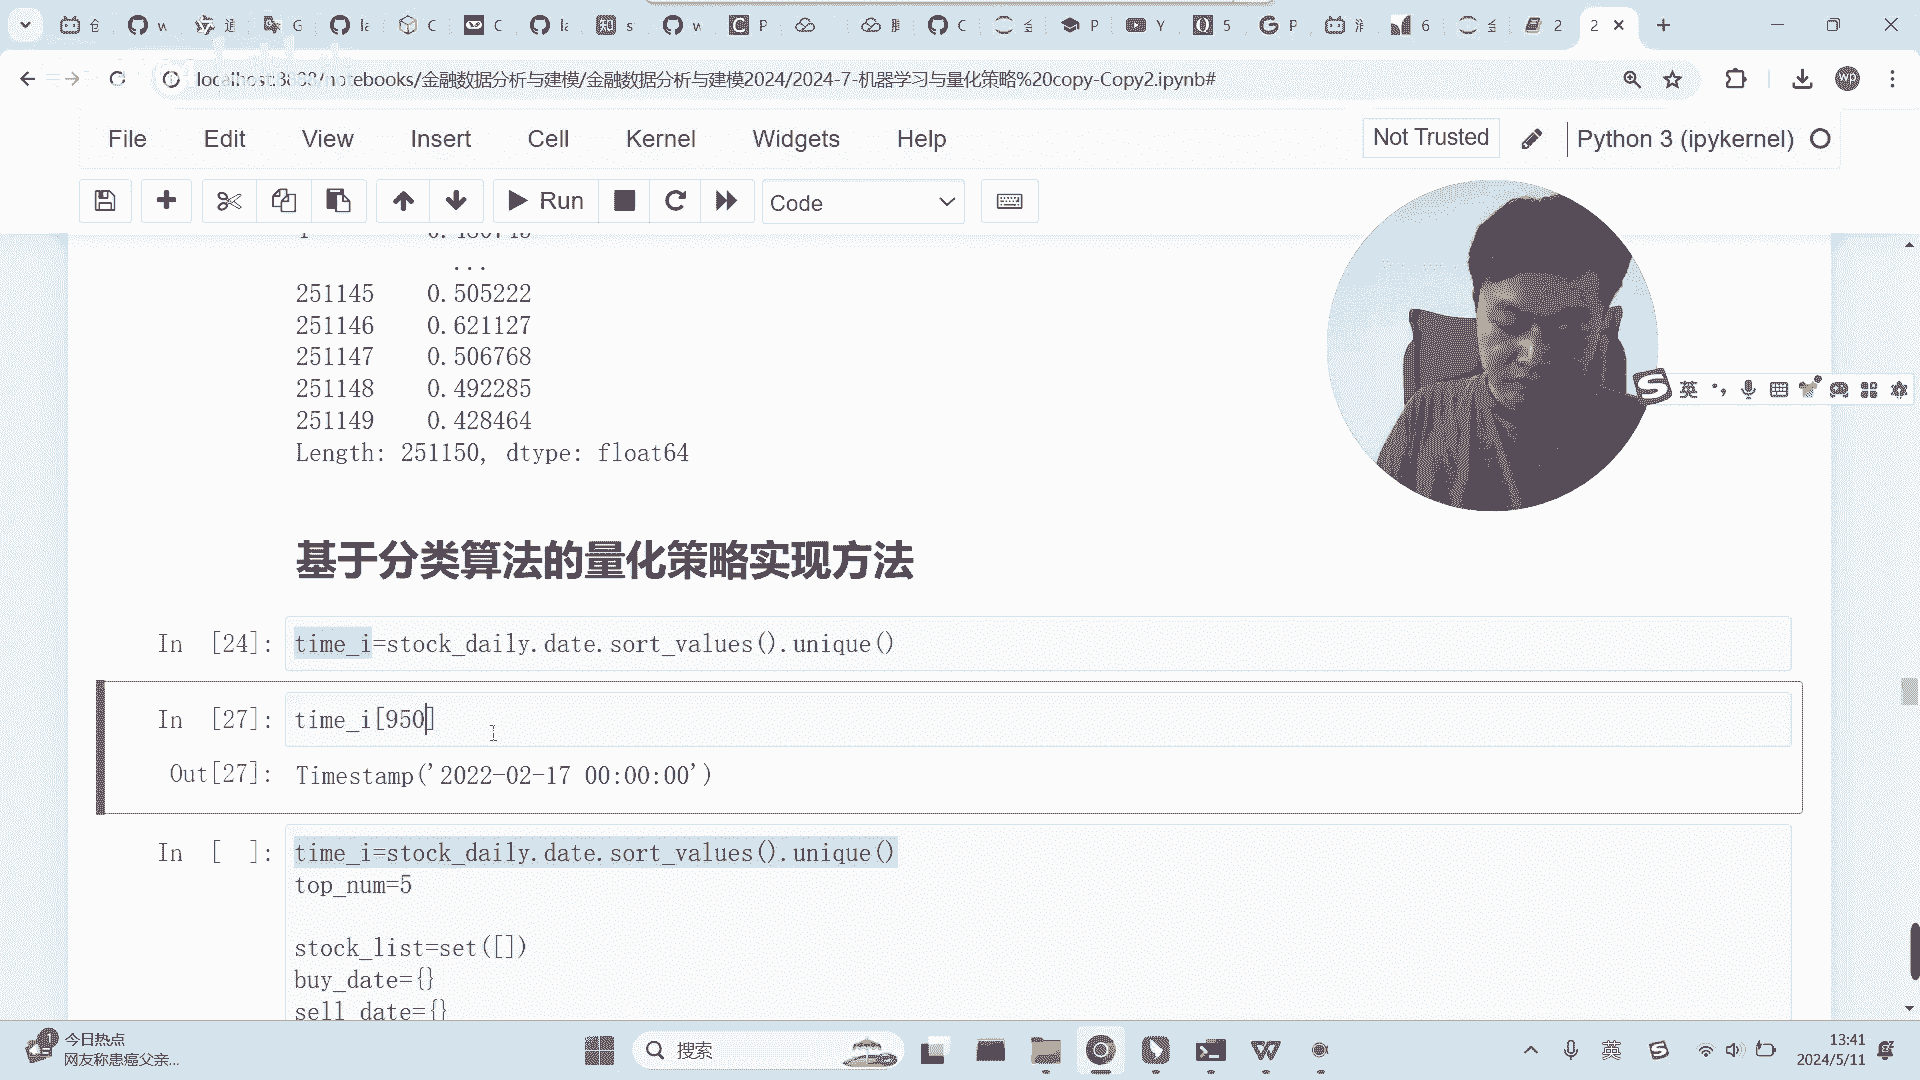 localhost:3888/notebooks/金融数据分析与建模/金融数据分析与建模2024/2024-7-机器学习与量化策略%20copy-Copy2.ipynb#
File Edit View Insert Cell Kernel Widgets Help
Not Trusted
Python 3 (ipykernel)
Run
Code
...
251145 0.505222
251146 0.621127
251147 0.506768
251148 0.492285
251149 0.428464
Length: 251150, dtype: float64
英
基于分类算法的量化策略实现方法
In [24]: time_i=stock_daily.date.sort_values().unique()
In [27]: time_i[950]
Out[27]: Timestamp('2022-02-17 00:00:00')
In [ ]: time_i=stock_daily.date.sort_values().unique()
top_num=5
stock_list=set([])
buy_date={}
sell_date={}
今日热点
网友称患癌父亲...
搜索
英
13:41
2024/5/11